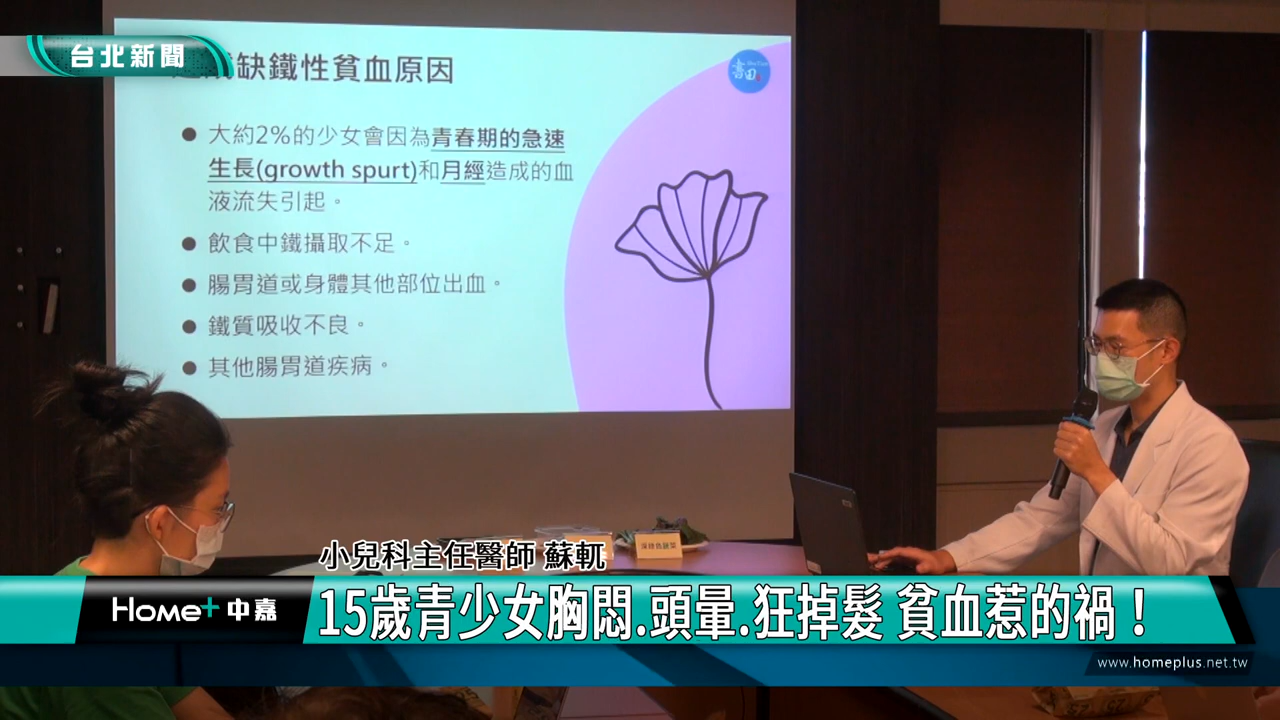 台北新聞
缺鐵性貧血原因
書田
● 大約2%的少女會因為青春期的急速
生長(growth spurt)和月經造成的血
液流失引起。
● 飲食中鐵攝取不足。
● 腸胃道或身體其他部位出血。
● 鐵質吸收不良。
● 其他腸胃道疾病。
小兒科主任醫師 蘇軏
Home+ 中嘉
15歲青少女胸悶.頭暈.狂掉髮 貧血惹的禍！
www.homeplus.net.tw